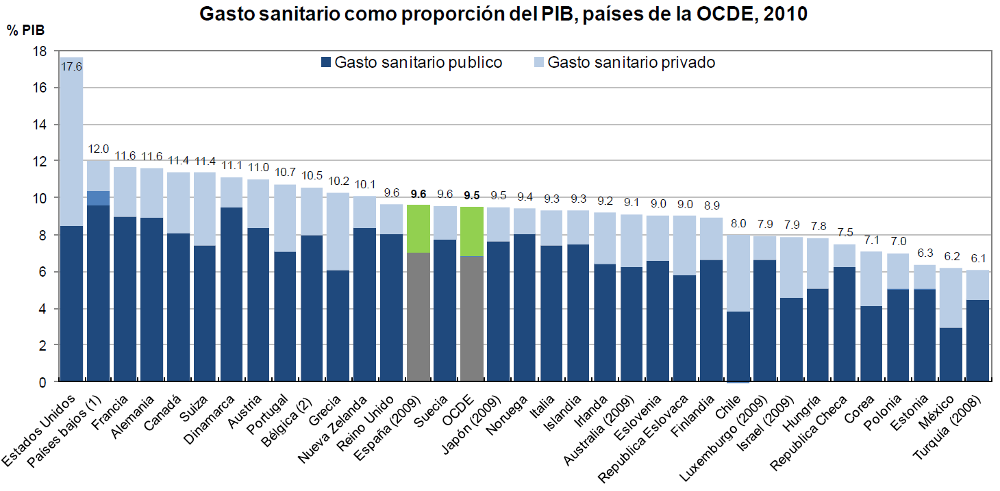 Gasto sanitario como proporción del PIB, países de la OCDE, 2010
% PIB
Gasto sanitario publico
Gasto sanitario privado
18
16
14
12
10
8
6
4
2
0
17.6
12.0
11.6
11.6
11.4
11.4
11.1
11.0
10.7
10.5
10.2
10.1
9.6
9.6
9.6
9.5
9.5
9.4
9.3
9.3
9.2
9.1
9.0
9.0
8.9
8.0
7.9
7.9
7.8
7.5
7.1
7.0
6.3
6.2
6.1
Estados Unidos
Países bajos (1)
Francia
Alemania
Canadá
Suiza
Dinamarca
Austria
Portugal
Bélgica (2)
Grecia
Nueva Zelanda
Reino Unido
España (2009)
Suecia
OCDE
Japón (2009)
Noruega
Italia
Islandia
Irlanda
Australia (2009)
Eslovenia
Republica Eslovaca
Finlandia
Chile
Luxemburgo (2009)
Israel (2009)
Hungría
Republica Checa
Corea
Polonia
Estonia
México
Turquía (2008)